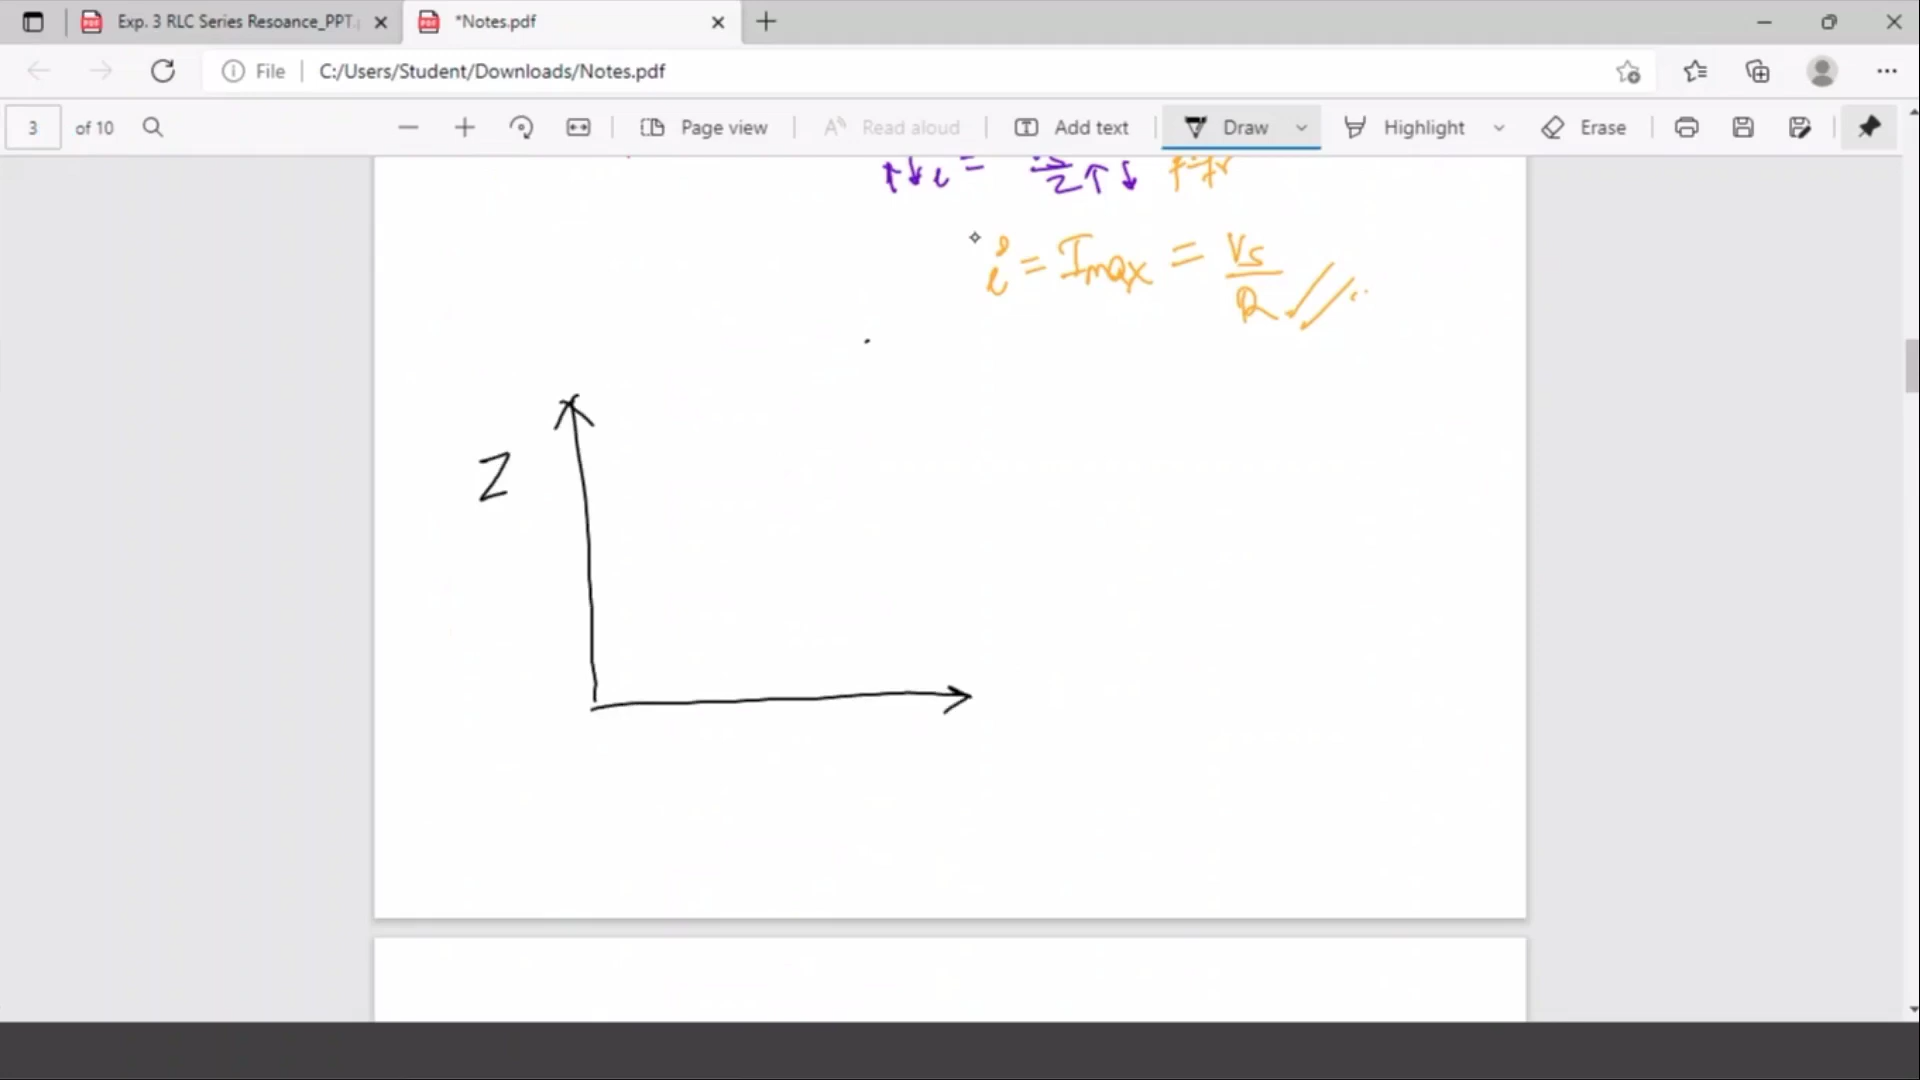 Exp. 3 RLC Series Resoance_PPT.
*Notes.pdf
File C:/Users/Student/Downloads/Notes.pdf
3 of 10 Page view Read aloud Add text Draw Highlight Erase
↑↓i = Z↑↓
i = Imax = Vs
R
Z